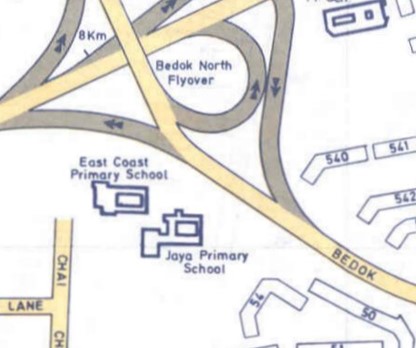 8Km
Bedok North
Flyover
East Coast
Primary School
Jaya Primary
School
540
541
542
BEDOK
CHAI
LANE
CH
54
50
51